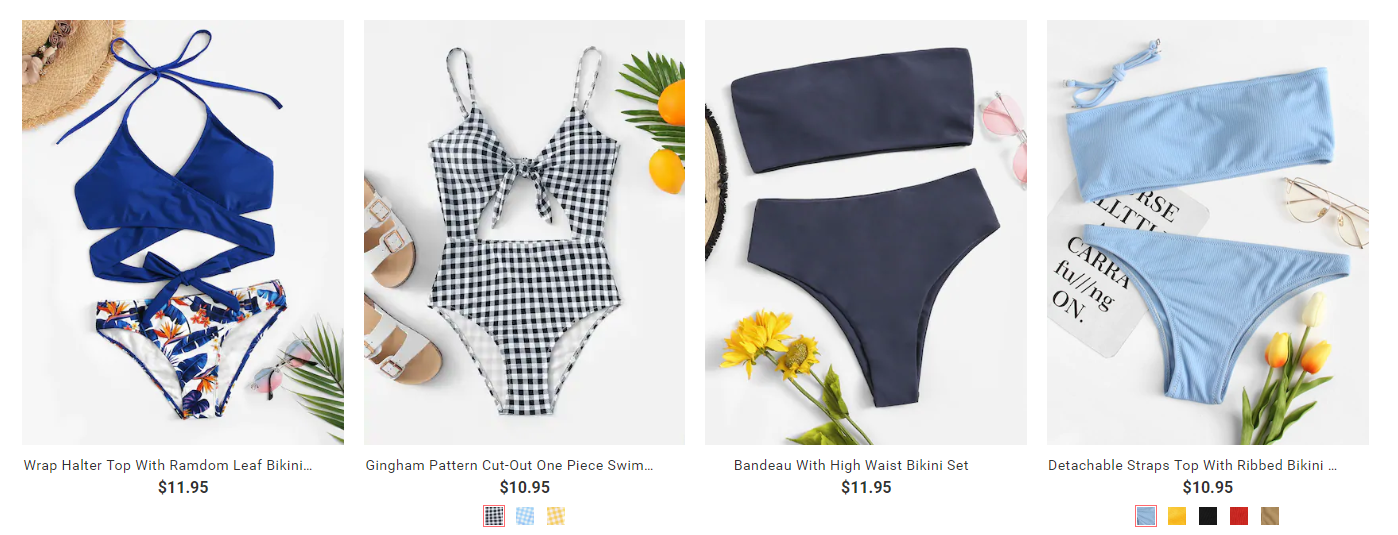 RSE
ALLTTI
CARRA
fu///ng
ON.
Wrap Halter Top With Ramdom Leaf Bikini...
$11.95
Gingham Pattern Cut-Out One Piece Swim...
$10.95
Bandeau With High Waist Bikini Set
$11.95
Detachable Straps Top With Ribbed Bikini ...
$10.95